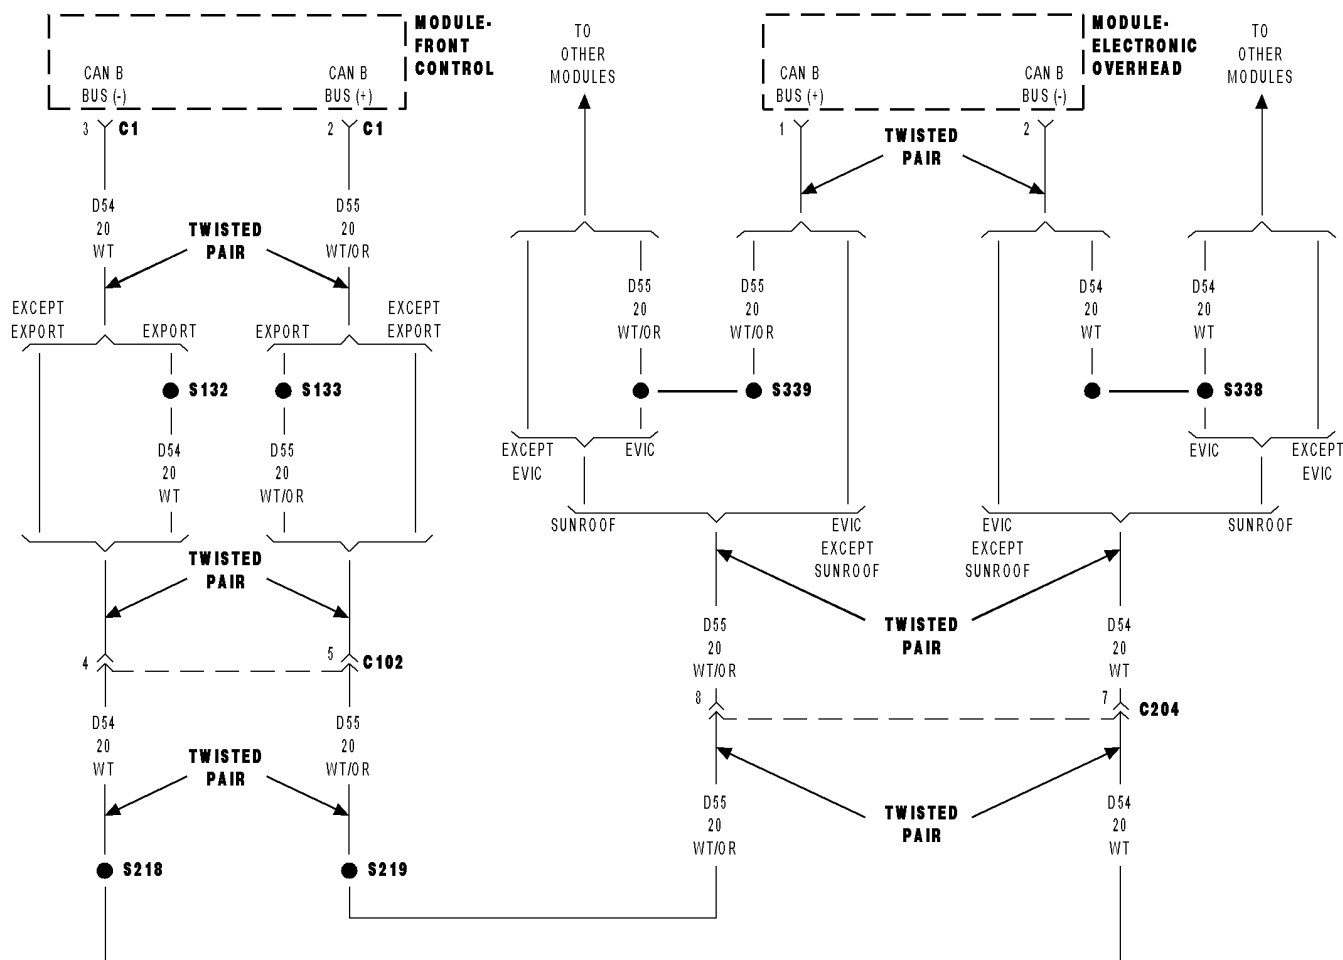 MODULE-
FRONT
CONTROL
CAN B
BUS (-)
CAN B
BUS (+)
TO
OTHER
MODULES
CAN B
BUS (+)
CAN B
BUS (-)
MODULE-
ELECTRONIC
OVERHEAD
TO
OTHER
MODULES
3 C1
2 C1
1
2
TWISTED
PAIR
D54
20
WT
TWISTED
PAIR
D55
20
WT/OR
D55
20
WT/OR
D55
20
WT/OR
D54
20
WT
D54
20
WT
EXCEPT
EXPORT
EXPORT
EXPORT
EXCEPT
EXPORT
S132
S133
S339
S338
D54
20
WT
D55
20
WT/OR
EXCEPT
EVIC
EVIC
EVIC
EXCEPT
EVIC
SUNROOF
EVIC
EXCEPT
SUNROOF
EVIC
EXCEPT
SUNROOF
SUNROOF
TWISTED
PAIR
TWISTED
PAIR
D55
20
WT/OR
D54
20
WT
4
5
C102
8
7
C204
D54
20
WT
TWISTED
PAIR
D55
20
WT/OR
D55
20
WT/OR
TWISTED
PAIR
D54
20
WT
S218
S219